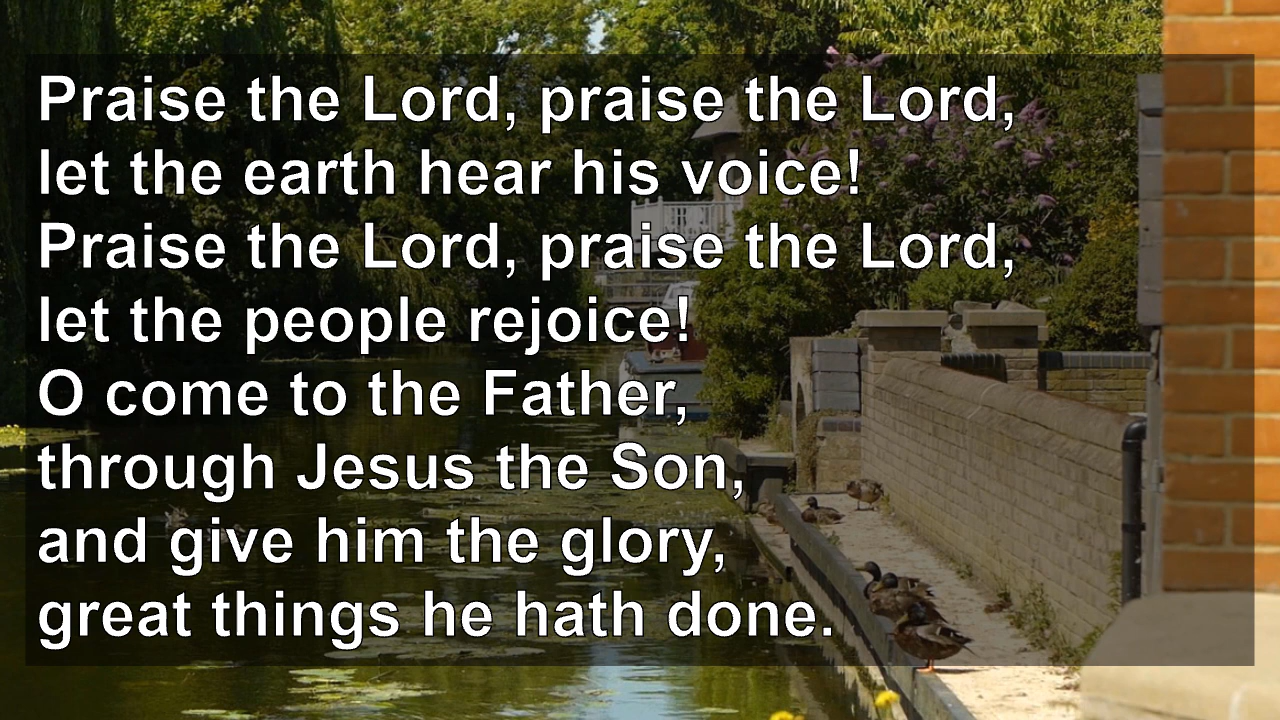 Praise the Lord, praise the Lord,
let the earth hear his voice!
Praise the Lord, praise the Lord,
let the people rejoice!
O come to the Father,
through Jesus the Son,
and give him the glory,
great things he hath done.